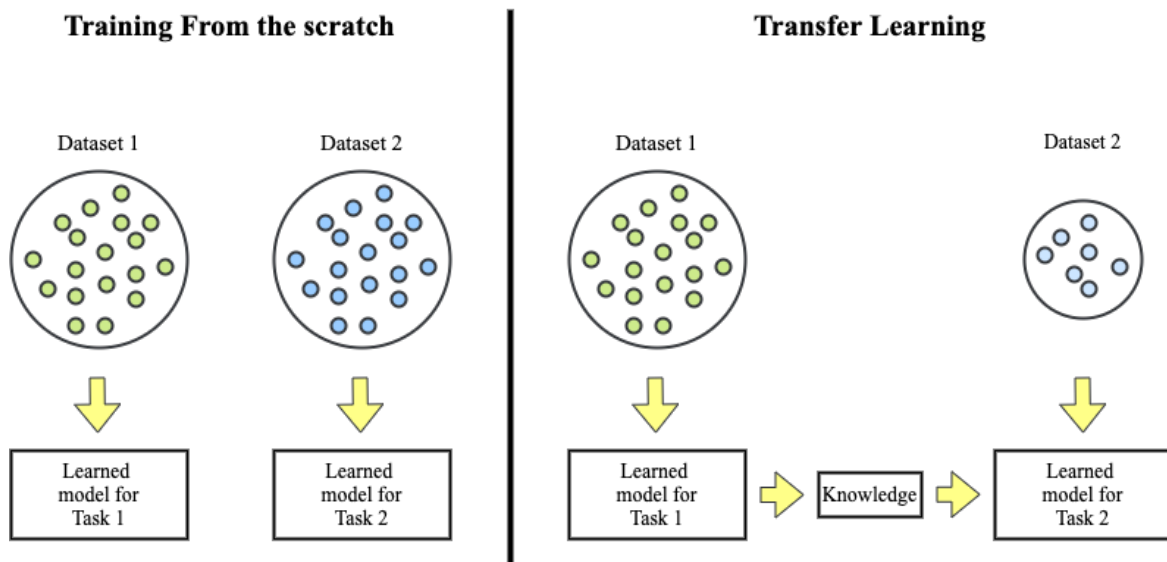 Training From the scratch
Dataset 1
Dataset 2
Learned
model for
Task 1
Learned
model for
Task 2
Transfer Learning
Dataset 1
Dataset 2
Learned
model for
Task 1
Knowledge
Learned
model for
Task 2